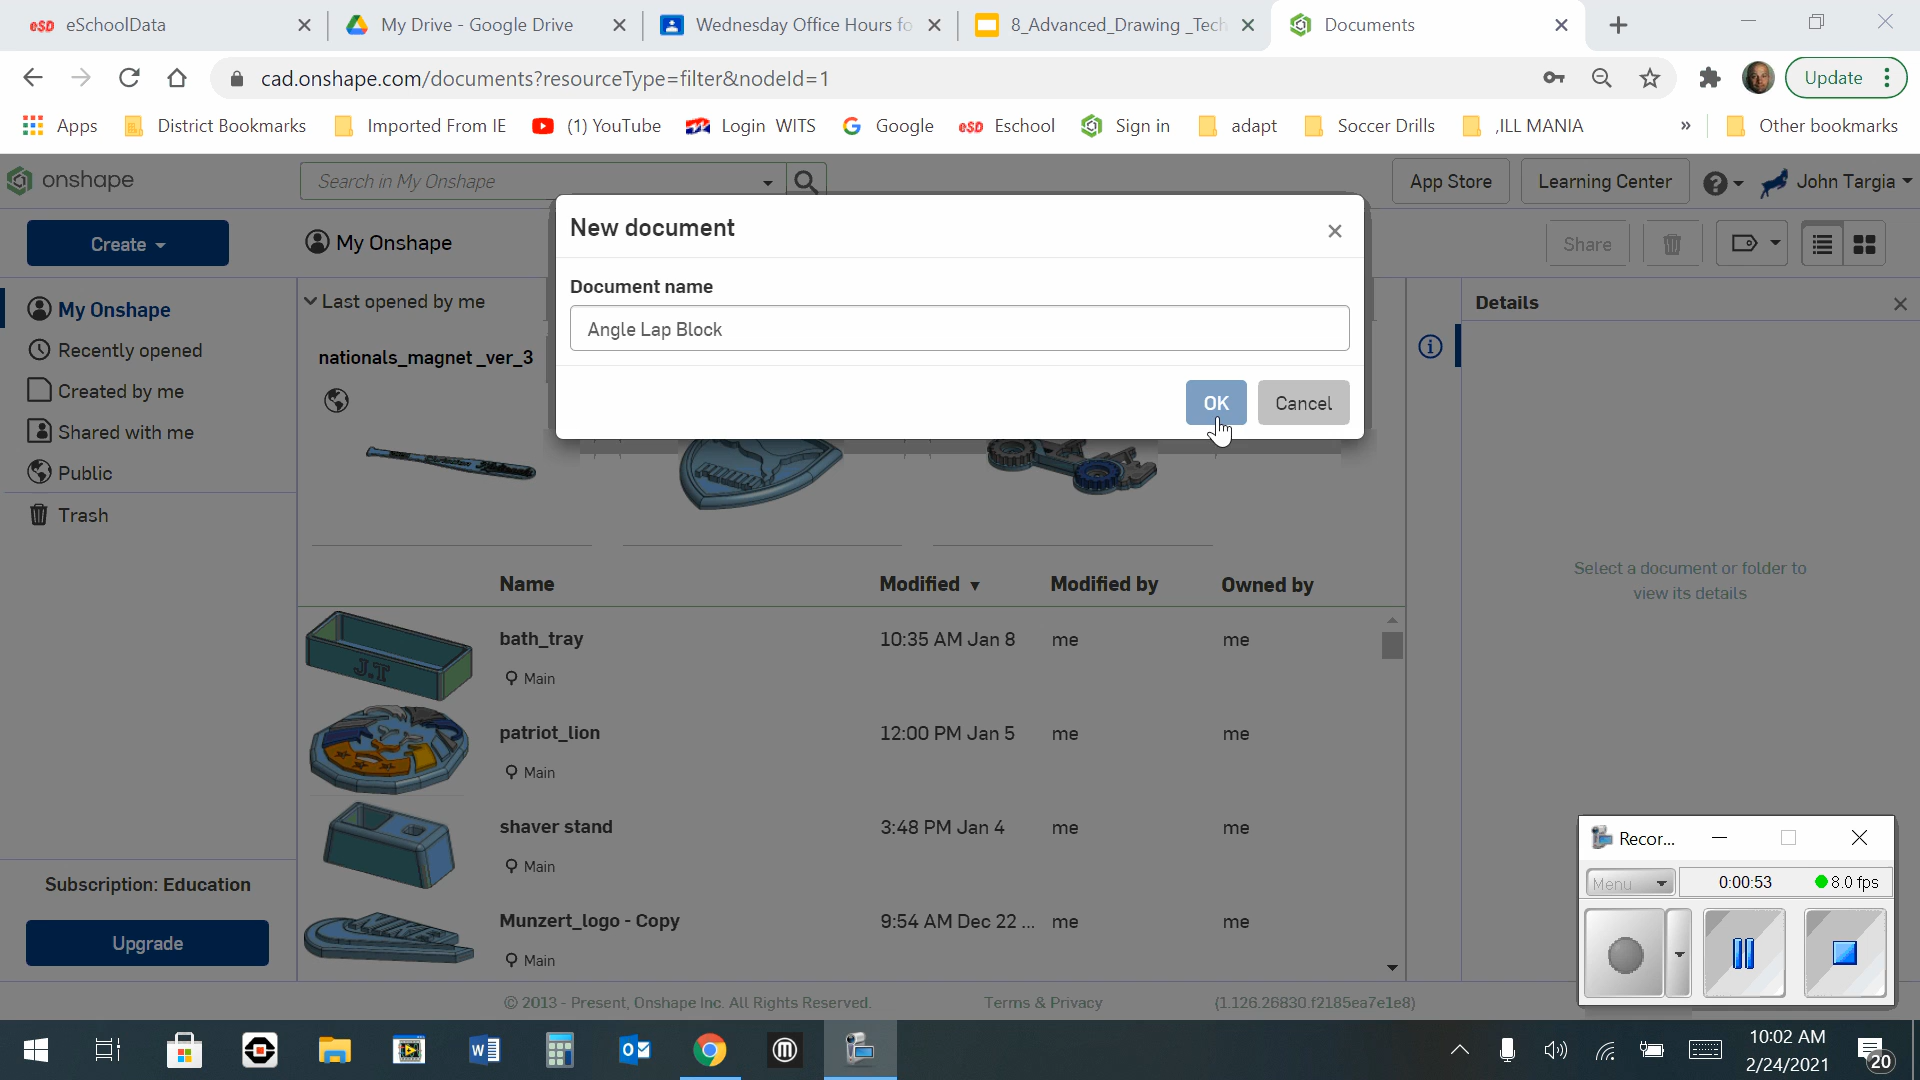 eSD eSchoolData
My Drive - Google Drive
Wednesday Office Hours fo
8_Advanced_Drawing _Tech
Documents
cad.onshape.com/documents?resourceType=filter&nodeId=1
Update
Apps
District Bookmarks
Imported From IE
(1) YouTube
Login WITS
Google
eSD Eschool
Sign in
adapt
Soccer Drills
,ILL MANIA
»
Other bookmarks
onshape
Search in My Onshape
App Store
Learning Center
John Targia
Create
My Onshape
Share
New document
Document name
Angle Lap Block
OK
Cancel
My Onshape
Recently opened
Created by me
Shared with me
Public
Trash
Subscription: Education
Upgrade
Last opened by me
nationals_magnet_ver_3
Details
Select a document or folder to
view its details
Name Modified Modified by Owned by
J.T
bath_tray 10:35 AM Jan 8 me me
Main
patriot_lion 12:00 PM Jan 5 me me
Main
shaver stand 3:48 PM Jan 4 me me
Main
Munzert_logo - Copy 9:54 AM Dec 22 ... me me
Main
© 2013 - Present, Onshape Inc. All Rights Reserved.
Terms & Privacy
(1.126.26830.f2185ea7e1e8)
Recor...
Menu
0:00:53
8.0 fps
10:02 AM
2/24/2021
20